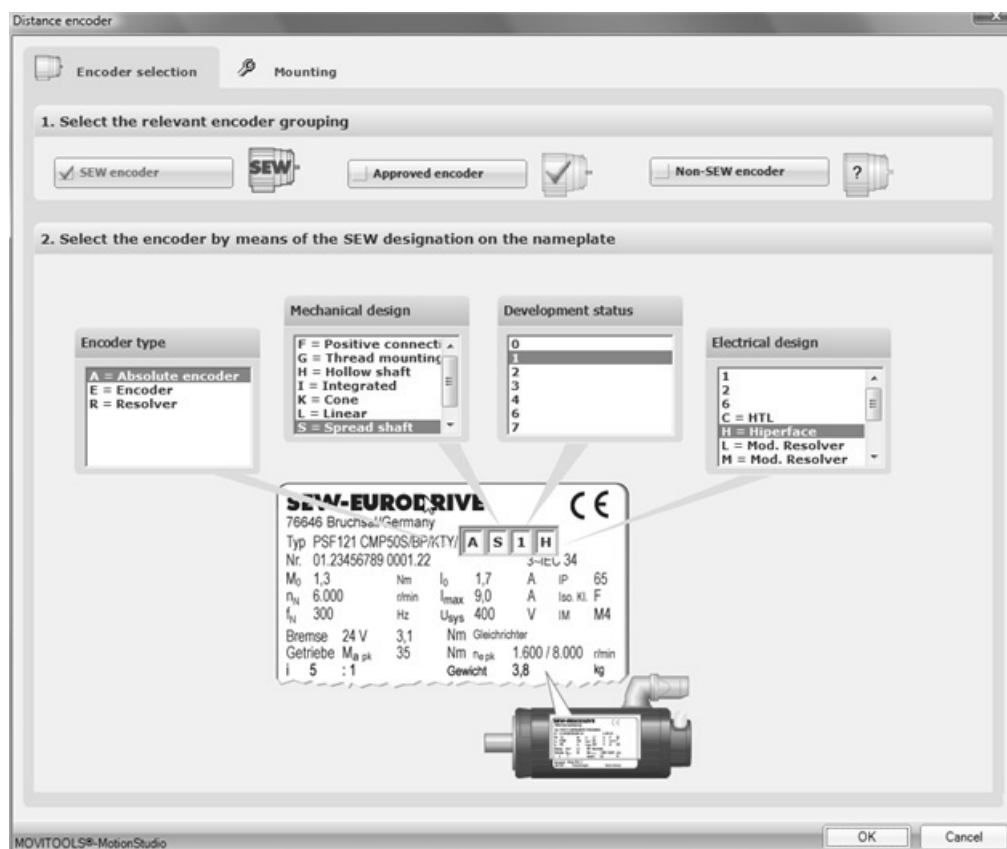 Distance encoder
Encoder selection
Mounting
1. Select the relevant encoder grouping
SEW encoder
SEW
Approved encoder
Non-SEW encoder
?
2. Select the encoder by means of the SEW designation on the nameplate
Encoder type
A = Absolute encoder
E = Encoder
R = Resolver
Mechanical design
F = Positive connecti
G = Thread mounting
H = Hollow shaft
I = Integrated
K = Cone
L = Linear
S = Spread shaft
Development status
0
1
2
3
4
6
7
Electrical design
1
2
6
C = HTL
H = Hiperface
L = Mod. Resolver
M = Mod. Resolver
SEW-EURODRIVE CE
76646 Bruchsal/Germany
Typ PSF121 CMP50S/BP/KTY/ A S 1 H
Nr. 01.23456789 0001.22 3~IEC 34
M0 1,3 Nm I0 1,7 A IP 65
nN 6.000 r/min Imax 9,0 A Iso. Kl. F
fN 300 Hz Usys 400 V IM M4
Bremse 24 V 3,1 Nm Gleichrichter
Getriebe Ma pk 35 Nm ne pk 1.600 / 8.000 r/min
i 5 :1 Gewicht 3,8 kg
SEW-EURODRIVE
MOVITOOLS®-MotionStudio
OK
Cancel